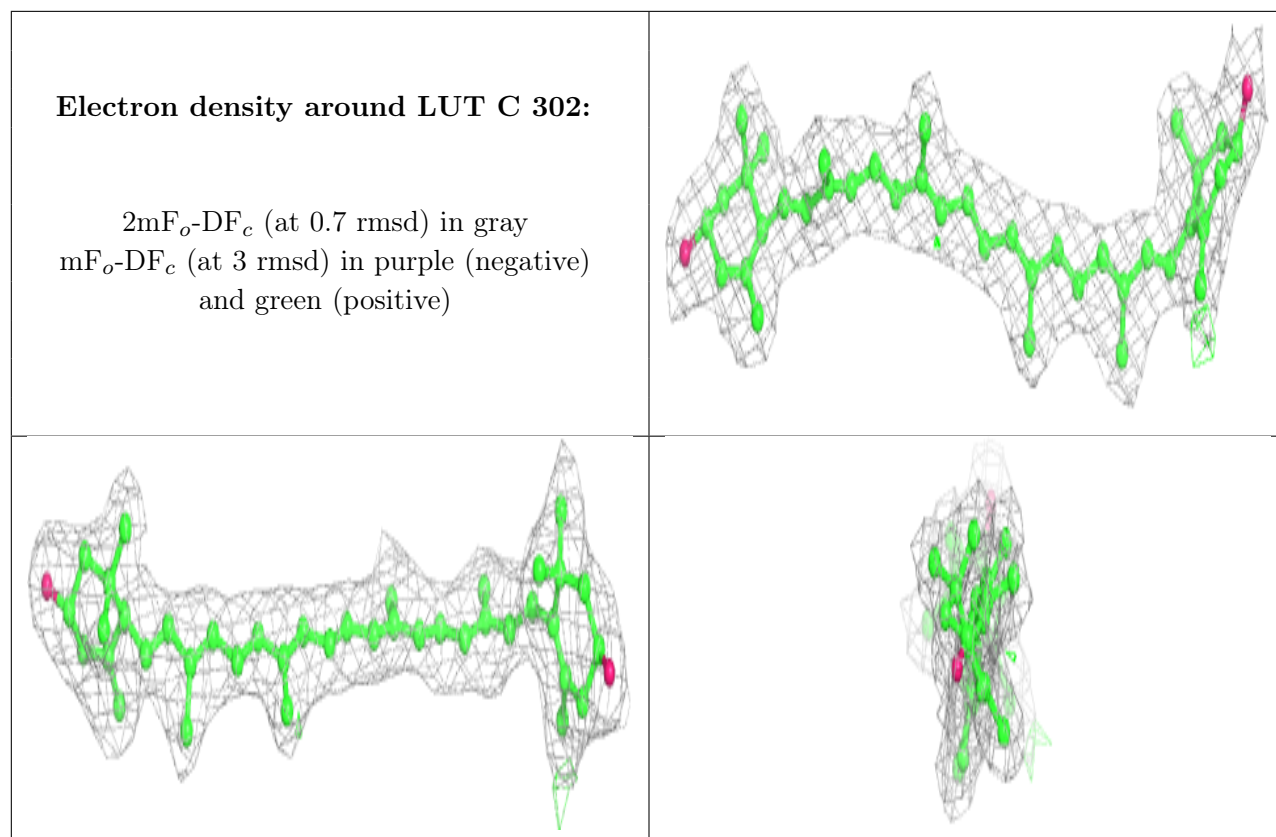 Electron density around LUT C 302:
2mFₒ-DF𝒸 (at 0.7 rmsd) in gray
mFₒ-DF𝒸 (at 3 rmsd) in purple (negative)
and green (positive)